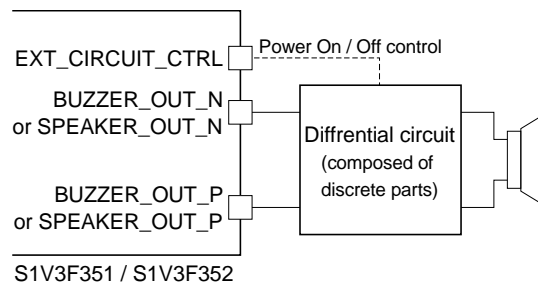 EXT_CIRCUIT_CTRL
Power On / Off control
BUZZER_OUT_N
or SPEAKER_OUT_N
Diffrential circuit
(composed of
discrete parts)
BUZZER_OUT_P
or SPEAKER_OUT_P
S1V3F351 / S1V3F352